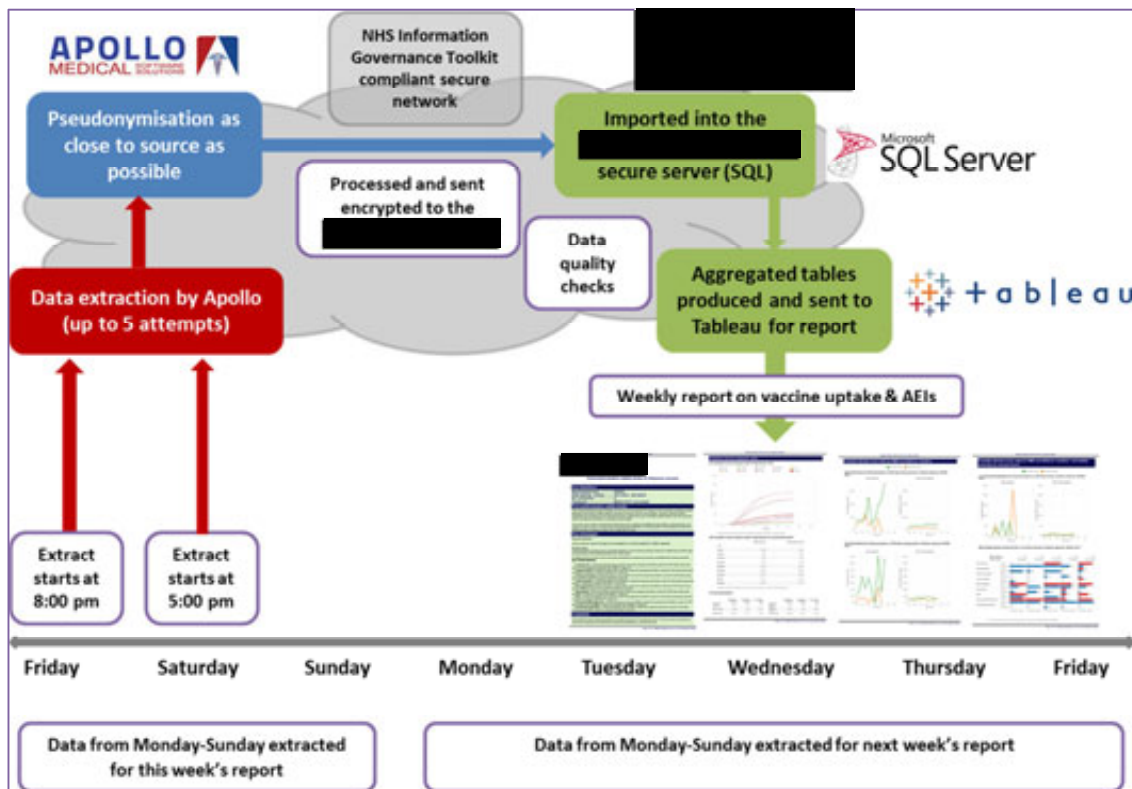 APOLLO
MEDICAL SOFTWARE SOLUTIONS
NHS Information
Governance Toolkit
compliant secure
network
Pseudonymisation as
close to source as
possible
Imported into the
secure server (SQL)
Microsoft
SQL Server
Processed and sent
encrypted to the
Data
quality
checks
Data extraction by Apollo
(up to 5 attempts)
Aggregated tables
produced and sent to
Tableau for report
+ a b l e a u
Weekly report on vaccine uptake & AEIs
Extract
starts at
8:00 pm
Extract
starts at
5:00 pm
Friday
Saturday
Sunday
Monday
Tuesday
Wednesday
Thursday
Friday
Data from Monday-Sunday extracted
for this week's report
Data from Monday-Sunday extracted for next week's report